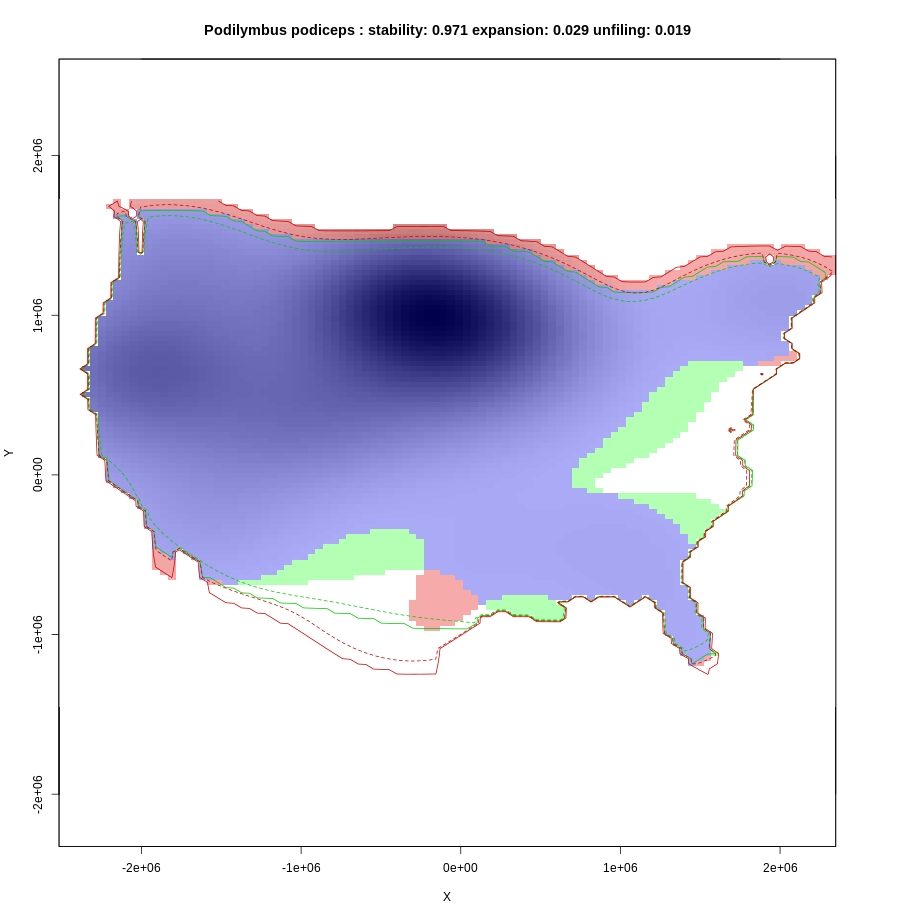 Podilymbus podiceps : stability: 0.971 expansion: 0.029 unfiling: 0.019
2e+06
1e+06
0e+00
-1e+06
-2e+06
Y
-2e+06 -1e+06 0e+00 1e+06 2e+06
X